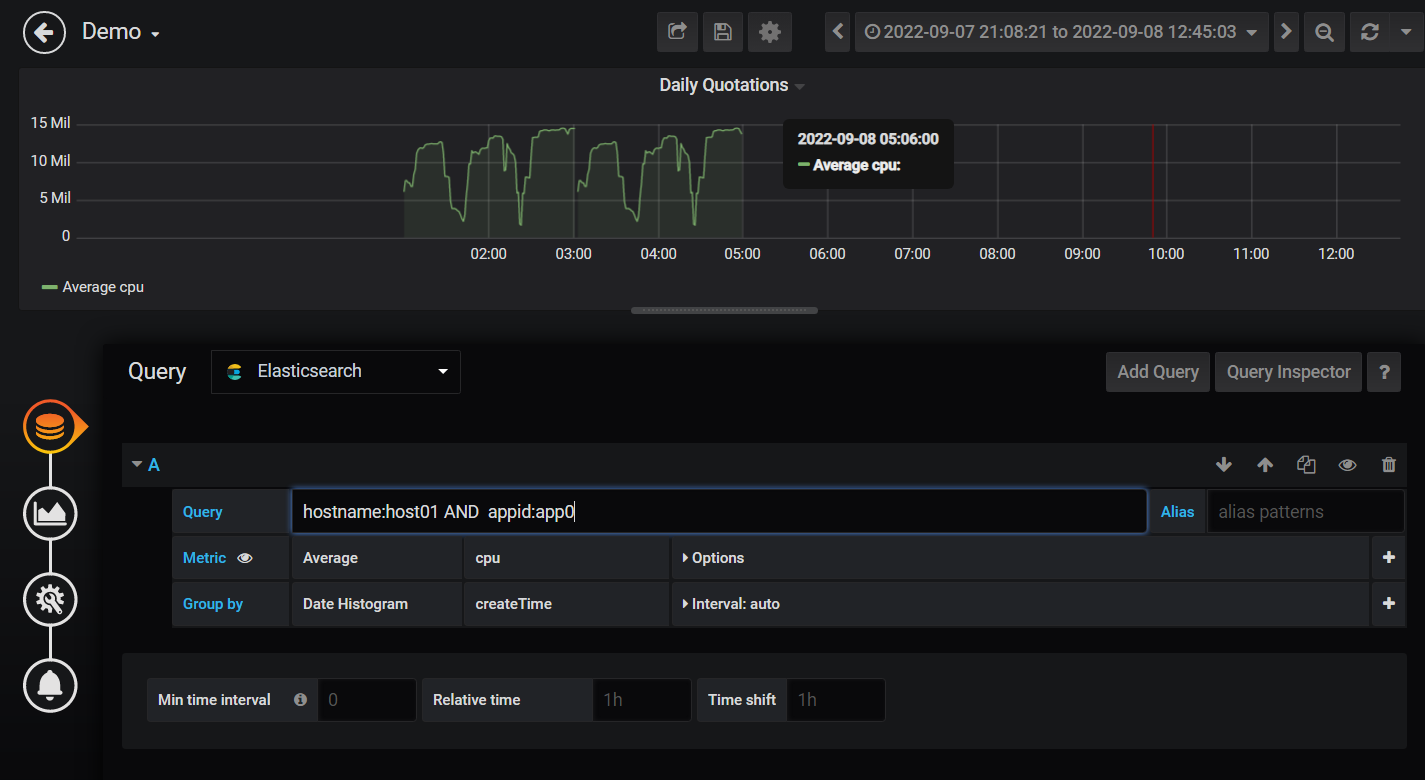 Demo
2022-09-07 21:08:21 to 2022-09-08 12:45:03
Daily Quotations
15 Mil
10 Mil
5 Mil
0
2022-09-08 05:06:00
Average cpu:
02:00 03:00 04:00 05:00 06:00 07:00 08:00 09:00 10:00 11:00 12:00
Average cpu
Query Elasticsearch Add Query Query Inspector ?
A
Query hostname:host01 AND  appid:app0 Alias alias patterns
Metric Average cpu Options +
Group by Date Histogram createTime Interval: auto +
Min time interval 0 Relative time 1h Time shift 1h